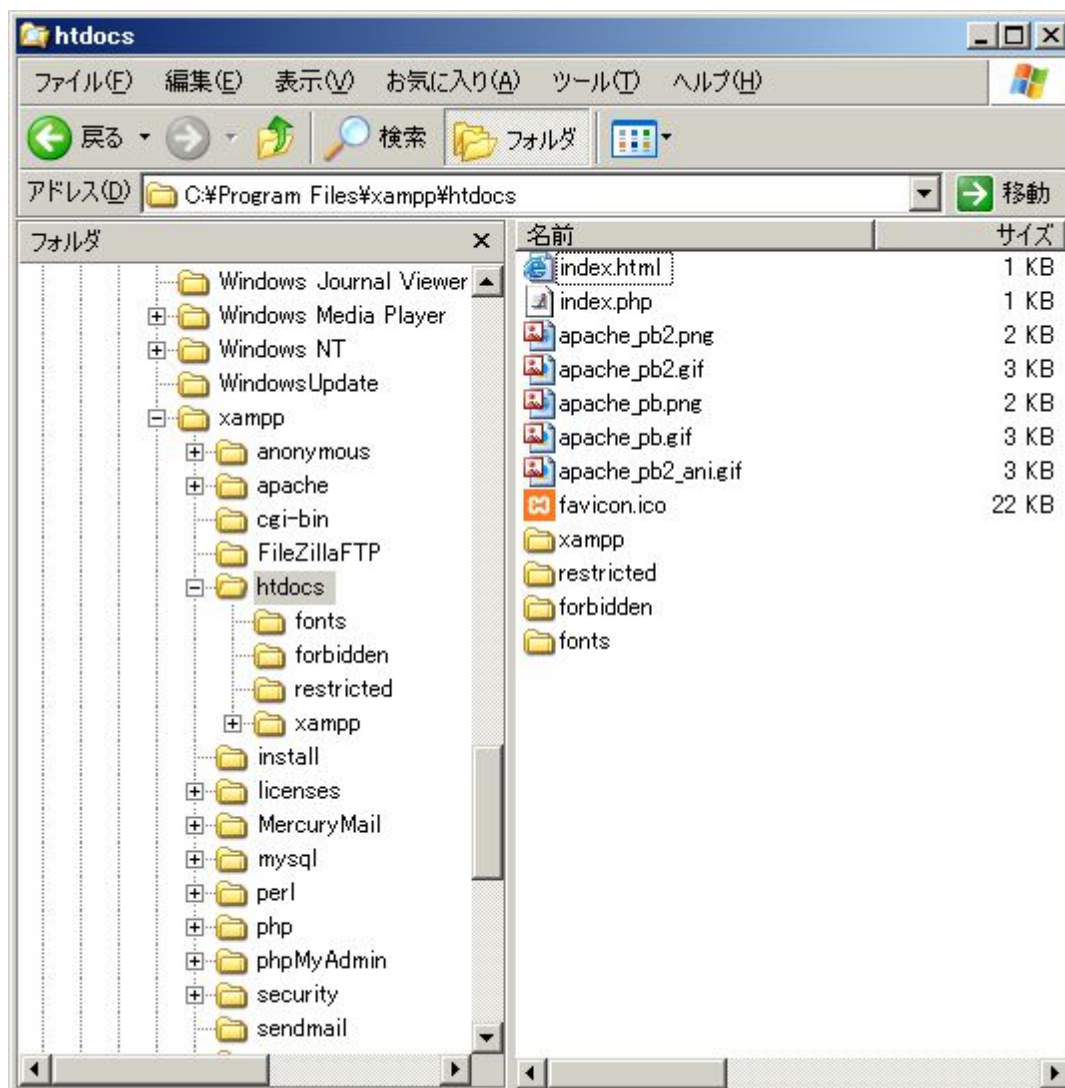 htdocs
ファイル(F) 編集(E) 表示(V) お気に入り(A) ツール(T) ヘルプ(H)
戻る 検索 フォルダ
アドレス(D) C:¥Program Files¥xampp¥htdocs 移動
フォルダ
Windows Journal Viewer
Windows Media Player
Windows NT
WindowsUpdate
xampp
anonymous
apache
cgi-bin
FileZillaFTP
htdocs
fonts
forbidden
restricted
xampp
install
licenses
MercuryMail
mysql
perl
php
phpMyAdmin
security
sendmail
名前 サイズ
index.html 1 KB
index.php 1 KB
apache_pb2.png 2 KB
apache_pb2.gif 3 KB
apache_pb.png 2 KB
apache_pb.gif 3 KB
apache_pb2_ani.gif 3 KB
favicon.ico 22 KB
xampp
restricted
forbidden
fonts